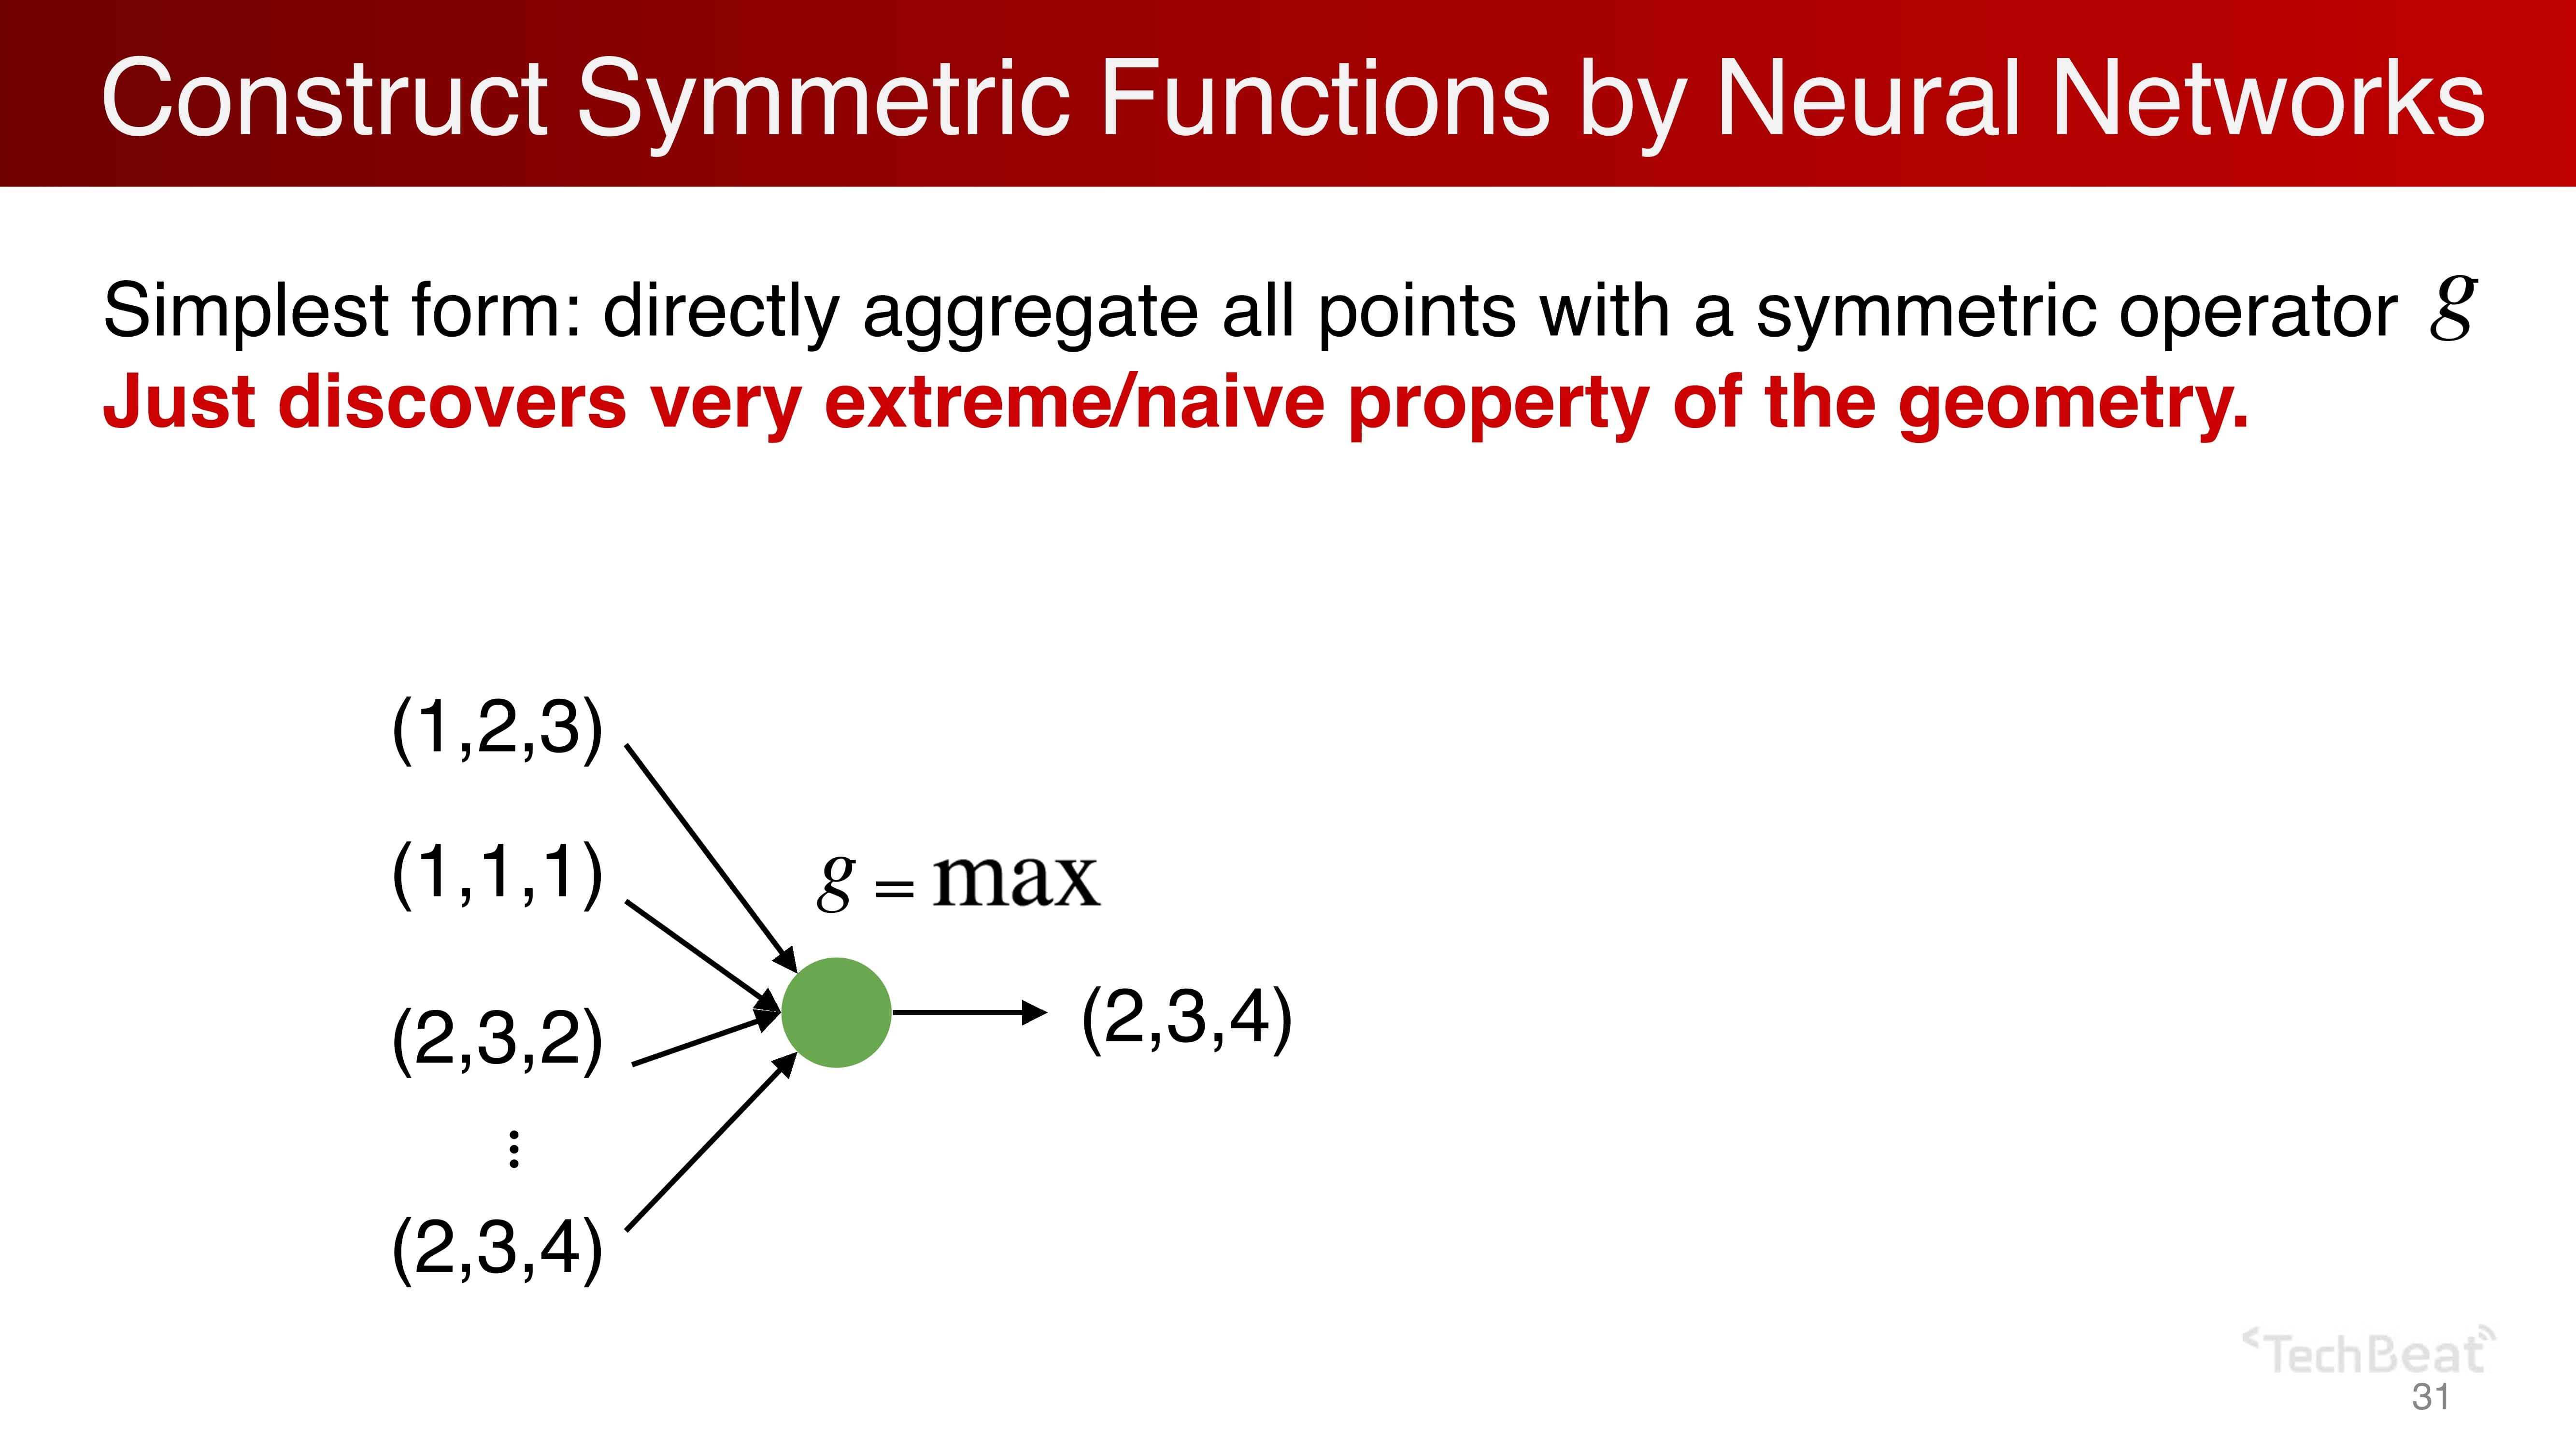 Construct Symmetric Functions by Neural Networks
Simplest form: directly aggregate all points with a symmetric operator g
Just discovers very extreme/naive property of the geometry.
(1,2,3)
(1,1,1)
g = max
(2,3,2)
(2,3,4)
⋮
(2,3,4)
<TechBeat
31